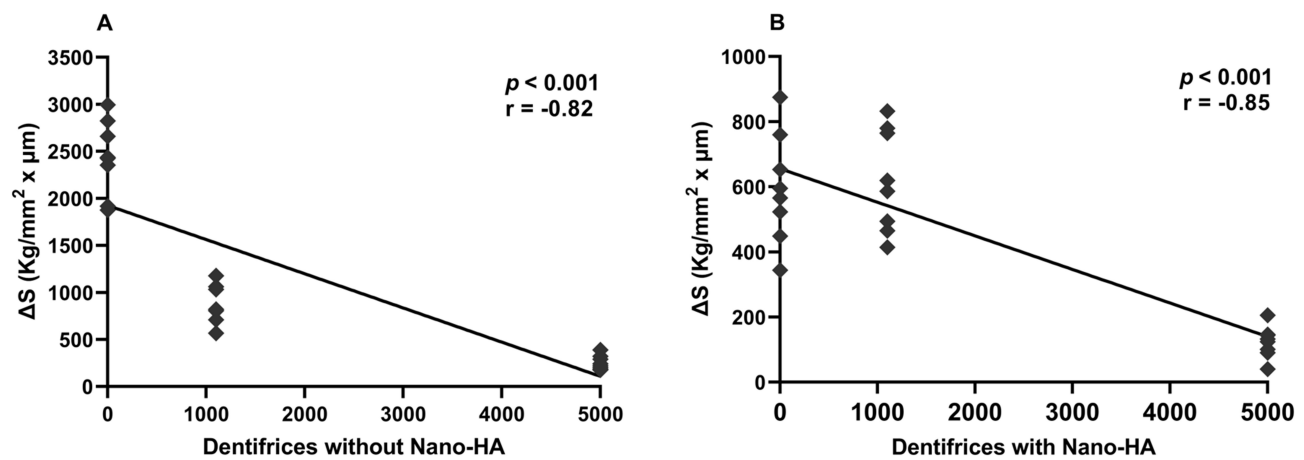 A
3500
3000
2500
2000
1500
1000
500
0
ΔS (Kg/mm² x µm)
p < 0.001
r = -0.82
0 1000 2000 3000 4000 5000
Dentifrices without Nano-HA
B
1000
800
600
400
200
0
ΔS (Kg/mm² x µm)
p < 0.001
r = -0.85
0 1000 2000 3000 4000 5000
Dentifrices with Nano-HA